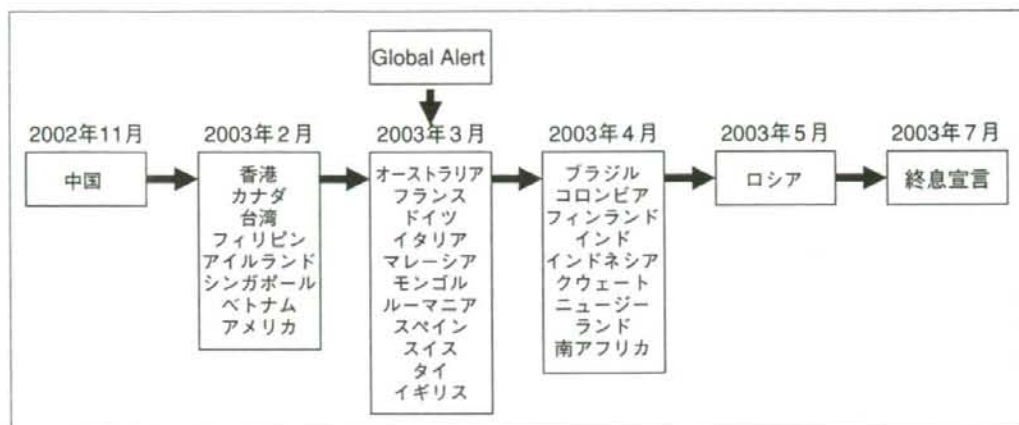 Global Alert
2002年11月
中国
2003年2月
香港
カナダ
台湾
フィリピン
アイルランド
シンガポール
ベトナム
アメリカ
2003年3月
オーストラリア
フランス
ドイツ
イタリア
マレーシア
モンゴル
ルーマニア
スペイン
スイス
タイ
イギリス
2003年4月
ブラジル
コロンビア
フィンランド
インド
インドネシア
クウェート
ニュージー
ランド
南アフリカ
2003年5月
ロシア
2003年7月
終息宣言